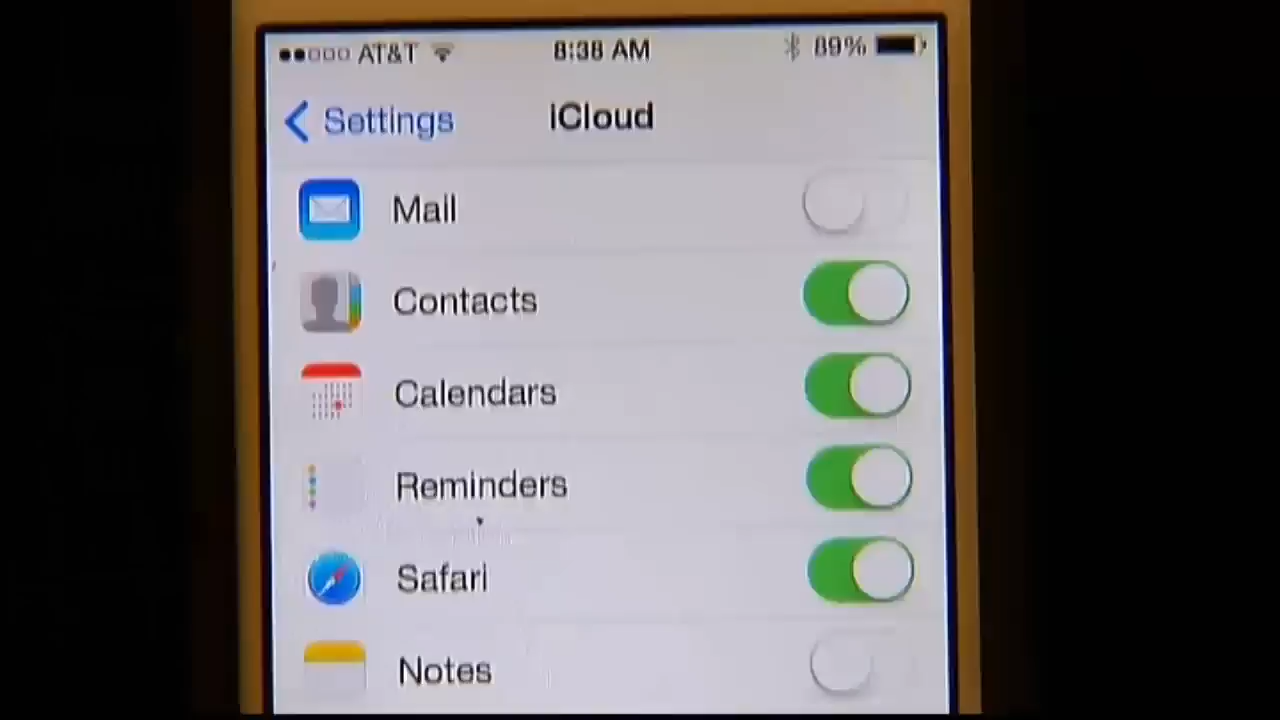 AT&T 8:38 AM 89%
Settings iCloud
Mail
Contacts
Calendars
Reminders
Safari
Notes